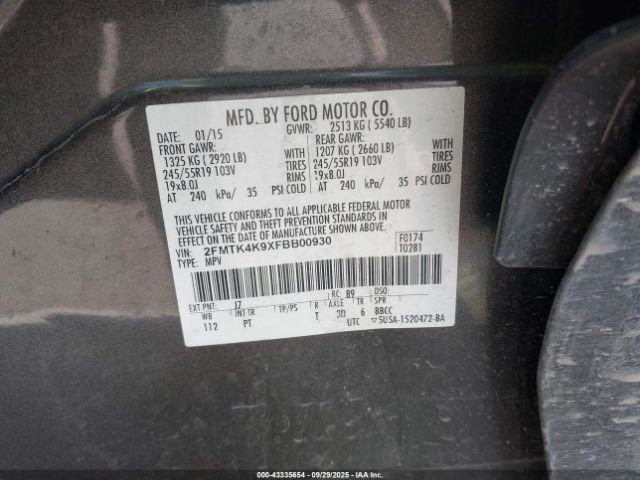 MFD. BY FORD MOTOR CO.
DATE: 01/15 GVWR: 2513 KG ( 5540 LB)
FRONT GAWR: REAR GAWR:
1325 KG ( 2920 LB) WITH 1207 KG ( 2660 LB) WITH
245/55R19 103V TIRES 245/55R19 103V TIRES
19x8.0J RIMS 19x8.0J RIMS
AT 240 kPa/ 35 PSI COLD AT 240 kPa/ 35 PSI COLD
THIS VEHICLE CONFORMS TO ALL APPLICABLE FEDERAL MOTOR
VEHICLE SAFETY AND THEFT PREVENTION STANDARDS IN
EFFECT ON THE DATE OF MANUFACTURE SHOWN ABOVE.
VIN: 2FMTK4K9XFBB00930 F0174
TYPE: MPV T0281
EXT PNT: J7 RC: 89 DSO:
WB INT TR TP/PS R AXLE TR SPR
112 PT T 3D 6 BBCC
UTC 5U5A-1520472-BA
000-43335654 - 09/29/2025 - IAAI.COM